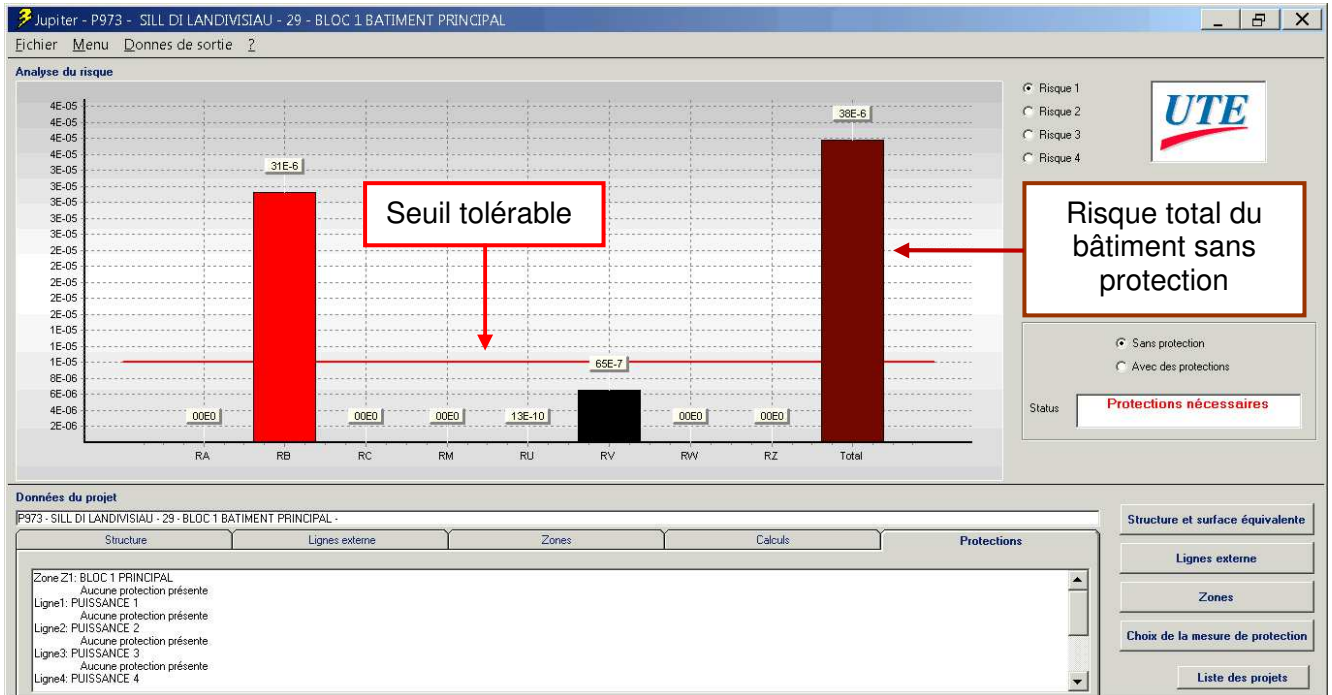 Jupiter - P973 - SILL DI LANDIVISIAU - 29 - BLOC 1 BATIMENT PRINCIPAL
Fichier Menu Donnes de sortie ?
Analyse du risque
4E-05
4E-05
4E-05
4E-05
3E-05
3E-05
3E-05
3E-05
3E-05
2E-05
2E-05
2E-05
2E-05
2E-05
1E-05
1E-05
1E-05
8E-06
6E-06
4E-06
2E-06
00E0
31E-6
00E0
00E0
13E-10
65E-7
00E0
00E0
38E-6
RA RB RC RM RU RV RW RZ Total
Seuil tolérable
Risque total du
bâtiment sans
protection
Risque 1
Risque 2
Risque 3
Risque 4
UTE
Sans protection
Avec des protections
Status Protections nécessaires
Données du projet
P973 - SILL DI LANDIVISIAU - 29 - BLOC 1 BATIMENT PRINCIPAL -
Structure Lignes externe Zones Calculs Protections
Zone Z1: BLOC 1 PRINCIPAL
Aucune protection présente
Ligne1: PUISSANCE 1
Aucune protection présente
Ligne2: PUISSANCE 2
Aucune protection présente
Ligne3: PUISSANCE 3
Aucune protection présente
Ligne4: PUISSANCE 4
Structure et surface équivalente
Lignes externe
Zones
Choix de la mesure de protection
Liste des projets